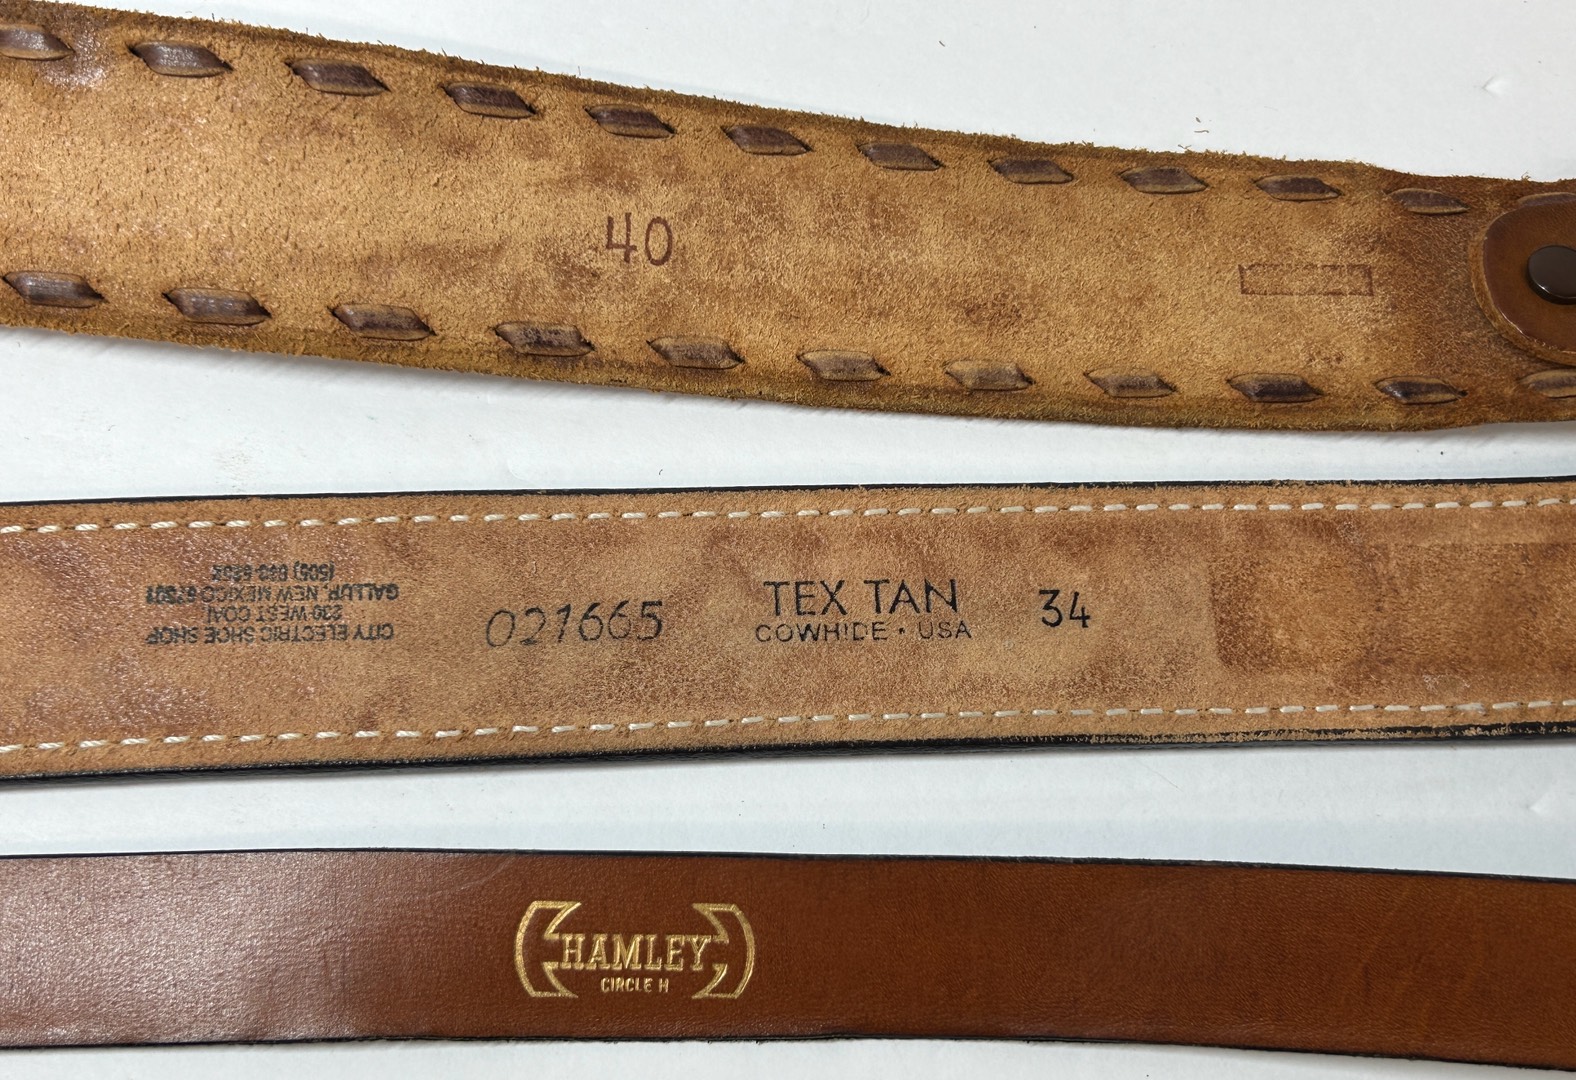 40
CITY ELECTRIC SHOE SHOP
230 WEST COAL
GALLUP, NEW MEXICO 87301
(505)
021665
TEX TAN
COWHIDE • USA
34
HAMLEY
CIRCLE H